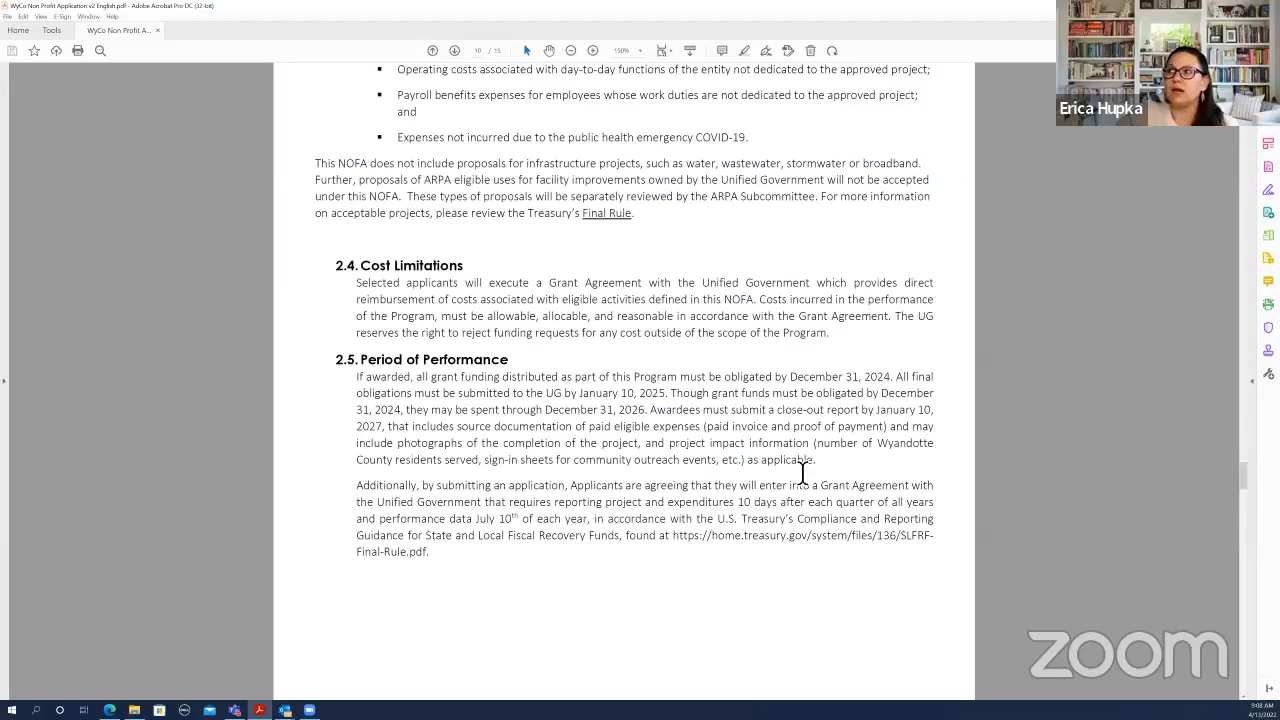 WyCo Non Profit Application v2 English.pdf - Adobe Acrobat Pro DC (32-bit)
File Edit View E-Sign Window Help
Home Tools WyCo Non Profit A... ×
10 / 15 150%
Operating costs not related with day-to-day functions of the entity not dedicated to the approved project;
Payroll and other expenses for employees whose work duties are not dedicated the approved project;
and
Expenses not incurred due to the public health emergency COVID-19.
This NOFA does not include proposals for infrastructure projects, such as water, wastewater, stormwater or broadband.
Further, proposals of ARPA eligible uses for facility improvements owned by the Unified Government will not be accepted
under this NOFA. These types of proposals will be separately reviewed by the ARPA Subcommittee. For more information
on acceptable projects, please review the Treasury's Final Rule.
2.4. Cost Limitations
Selected applicants will execute a Grant Agreement with the Unified Government which provides direct
reimbursement of costs associated with eligible activities defined in this NOFA. Costs incurred in the performance
of the Program, must be allowable, allocable, and reasonable in accordance with the Grant Agreement. The UG
reserves the right to reject funding requests for any cost outside of the scope of the Program.
2.5. Period of Performance
If awarded, all grant funding distributed as part of this Program must be obligated by December 31, 2024. All final
obligations must be submitted to the UG by January 10, 2025. Though grant funds must be obligated by December
31, 2024, they may be spent through December 31, 2026. Awardees must submit a close-out report by January 10,
2027, that includes source documentation of paid eligible expenses (paid invoice and proof of payment) and may
include photographs of the completion of the project, and project impact information (number of Wyandotte
County residents served, sign-in sheets for community outreach events, etc.) as applicable.
Additionally, by submitting an application, Applicants are agreeing that they will enter into a Grant Agreement with
the Unified Government that requires reporting project and expenditures 10 days after each quarter of all years
and performance data July 10th of each year, in accordance with the U.S. Treasury's Compliance and Reporting
Guidance for State and Local Fiscal Recovery Funds, found at https://home.treasury.gov/system/files/136/SLFRF-
Final-Rule.pdf.
Erica Hupka
zoom
9:08 AM
4/13/2022